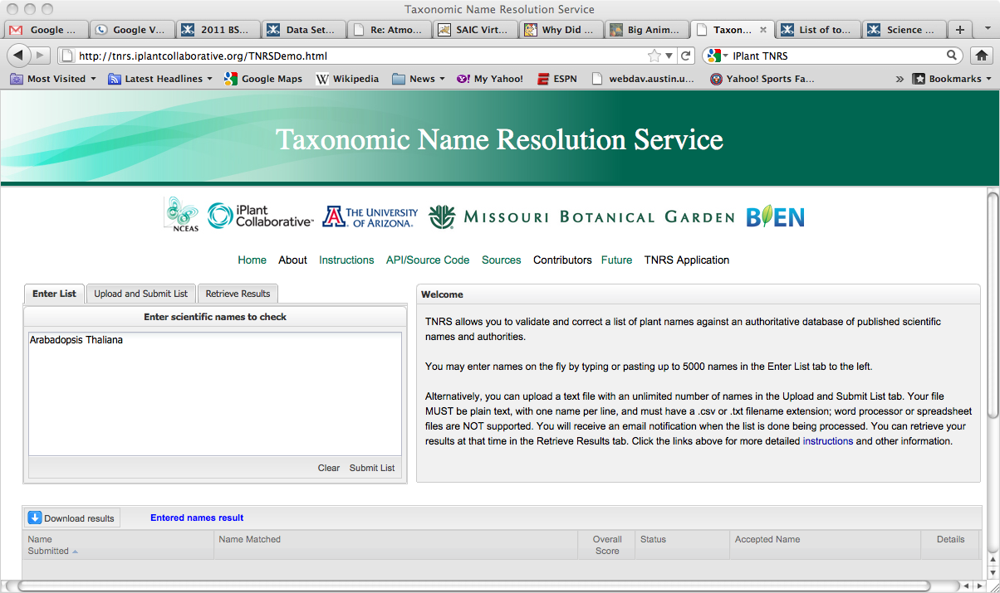 Taxonomic Name Resolution Service
Google ...
Google V...
2011 BS...
Data Set...
Re: Atmo...
SAIC Virt...
Why Did ...
Big Anim...
Taxon...
List of to...
Science ...
http://tnrs.iplantcollaborative.org/TNRSDemo.html
IPlant TNRS
Most Visited
Latest Headlines
Google Maps
Wikipedia
News
My Yahoo!
ESPN
webdav.austin.u...
Yahoo! Sports Fa...
Bookmarks
Taxonomic Name Resolution Service
NCEAS
iPlant
Collaborative™
THE UNIVERSITY
OF ARIZONA.
MISSOURI BOTANICAL GARDEN
BIEN
Home
About
Instructions
API/Source Code
Sources
Contributors
Future
TNRS Application
Enter List
Upload and Submit List
Retrieve Results
Enter scientific names to check
Arabadopsis Thaliana
Clear
Submit List
Welcome
TNRS allows you to validate and correct a list of plant names against an authoritative database of published scientific
names and authorities.
You may enter names on the fly by typing or pasting up to 5000 names in the Enter List tab to the left.
Alternatively, you can upload a text file with an unlimited number of names in the Upload and Submit List tab. Your file
MUST be plain text, with one name per line, and must have a .csv or .txt filename extension; word processor or spreadsheet
files are NOT supported. You will receive an email notification when the list is done being processed. You can retrieve your
results at that time in the Retrieve Results tab. Click the links above for more detailed instructions and other information.
Download results
Entered names result
Name
Submitted
Name Matched
Overall
Score
Status
Accepted Name
Details